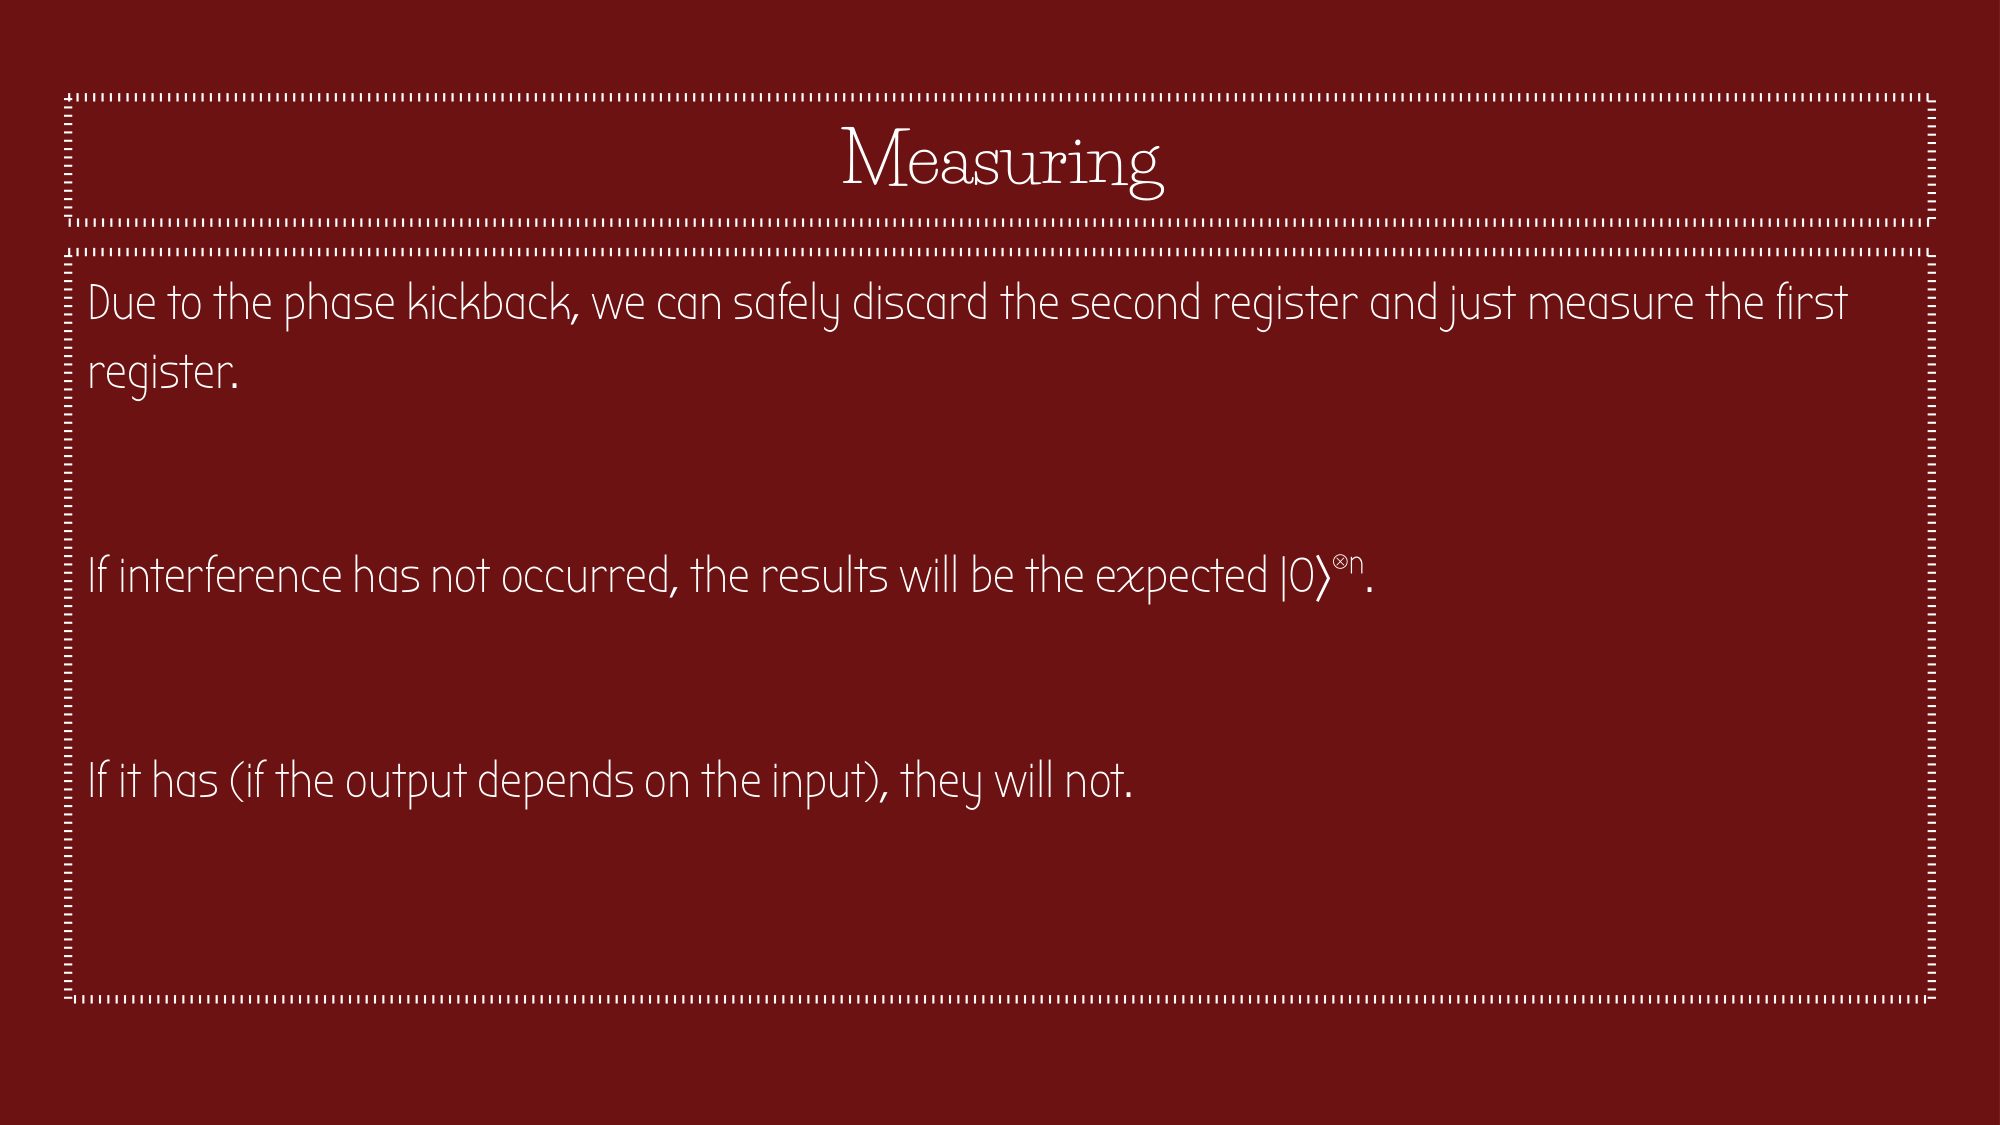 Measuring
Due to the phase kickback, we can safely discard the second register and just measure the first
register.
If interference has not occurred, the results will be the expected |0⟩⊗n.
If it has (if the output depends on the input), they will not.